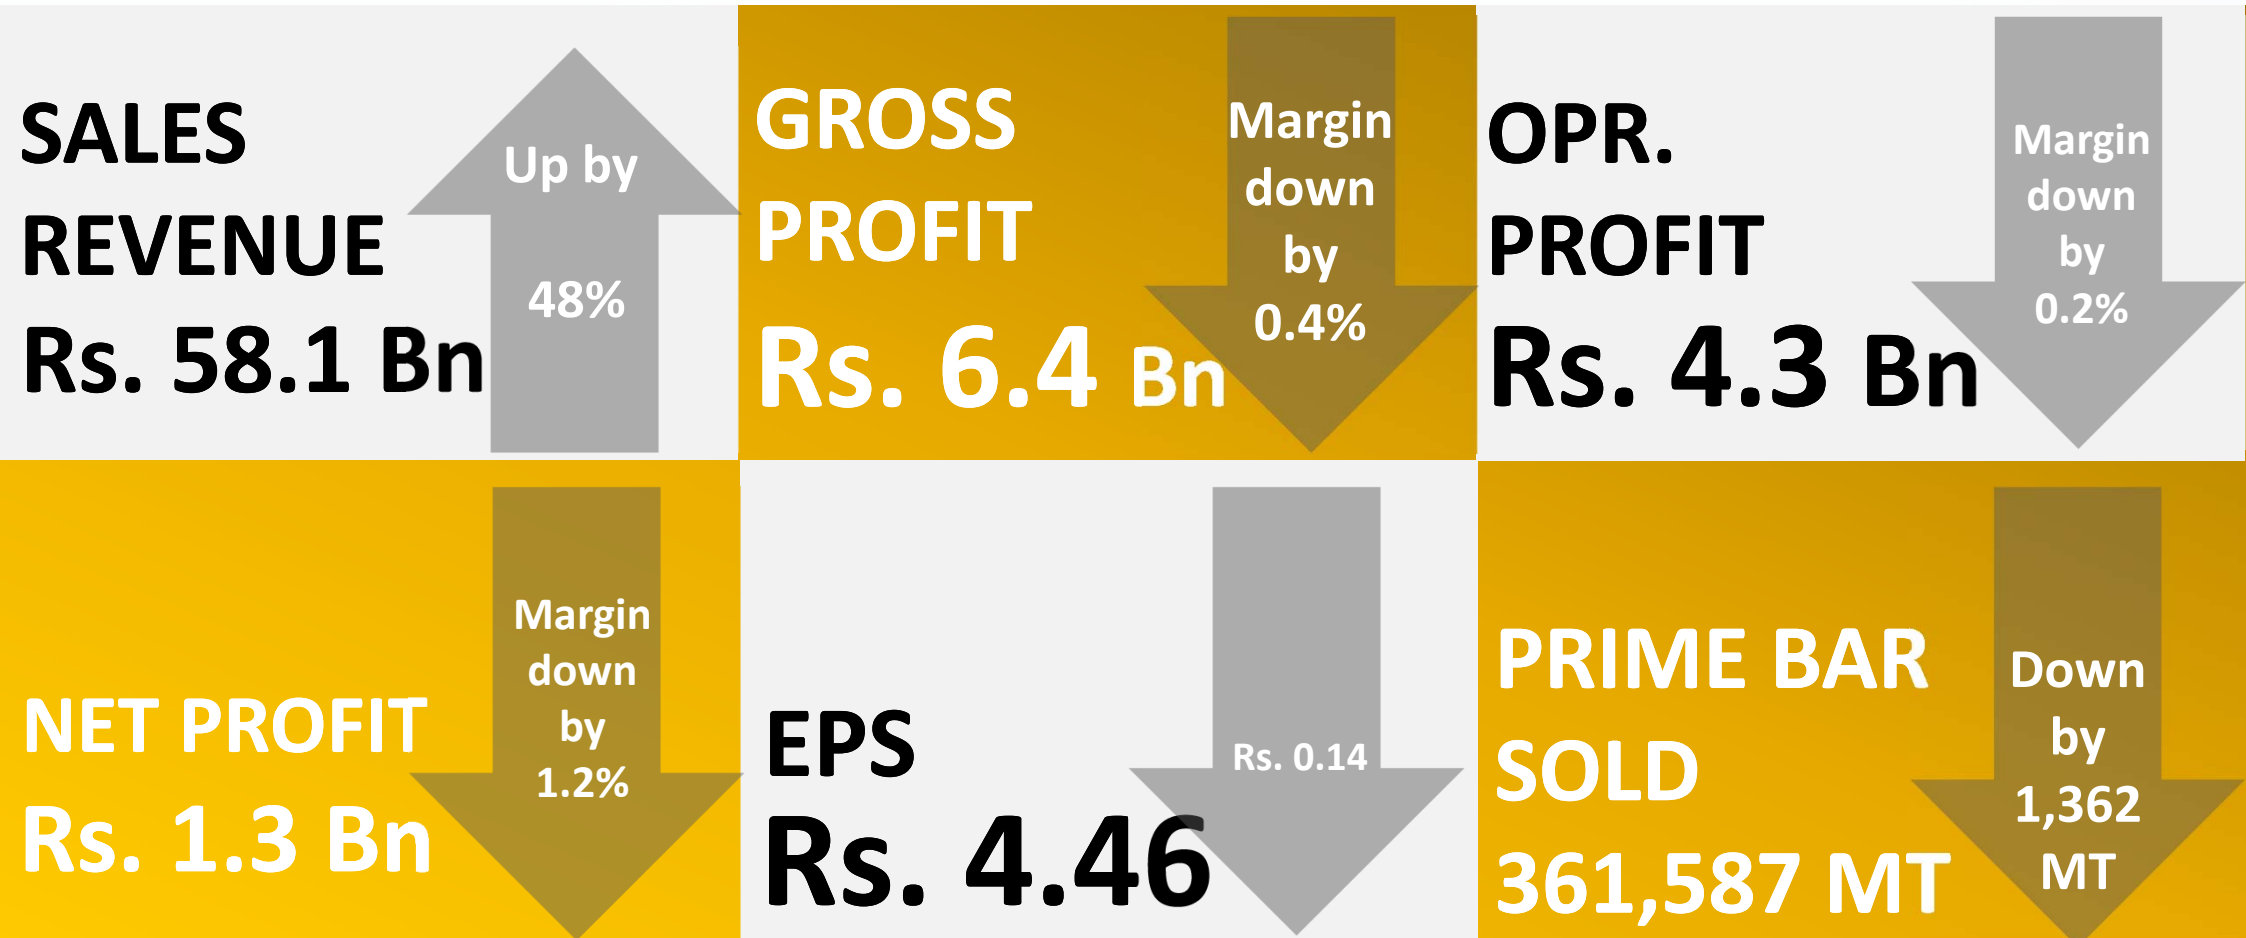 SALES
REVENUE
Rs. 58.1 Bn
Up by
48%
GROSS
PROFIT
Rs. 6.4 Bn
Margin
down
by
0.4%
OPR.
PROFIT
Rs. 4.3 Bn
Margin
down
by
0.2%
NET PROFIT
Rs. 1.3 Bn
Margin
down
by
1.2%
EPS
Rs. 4.46
Rs. 0.14
PRIME BAR
SOLD
361,587 MT
Down
by
1,362
MT